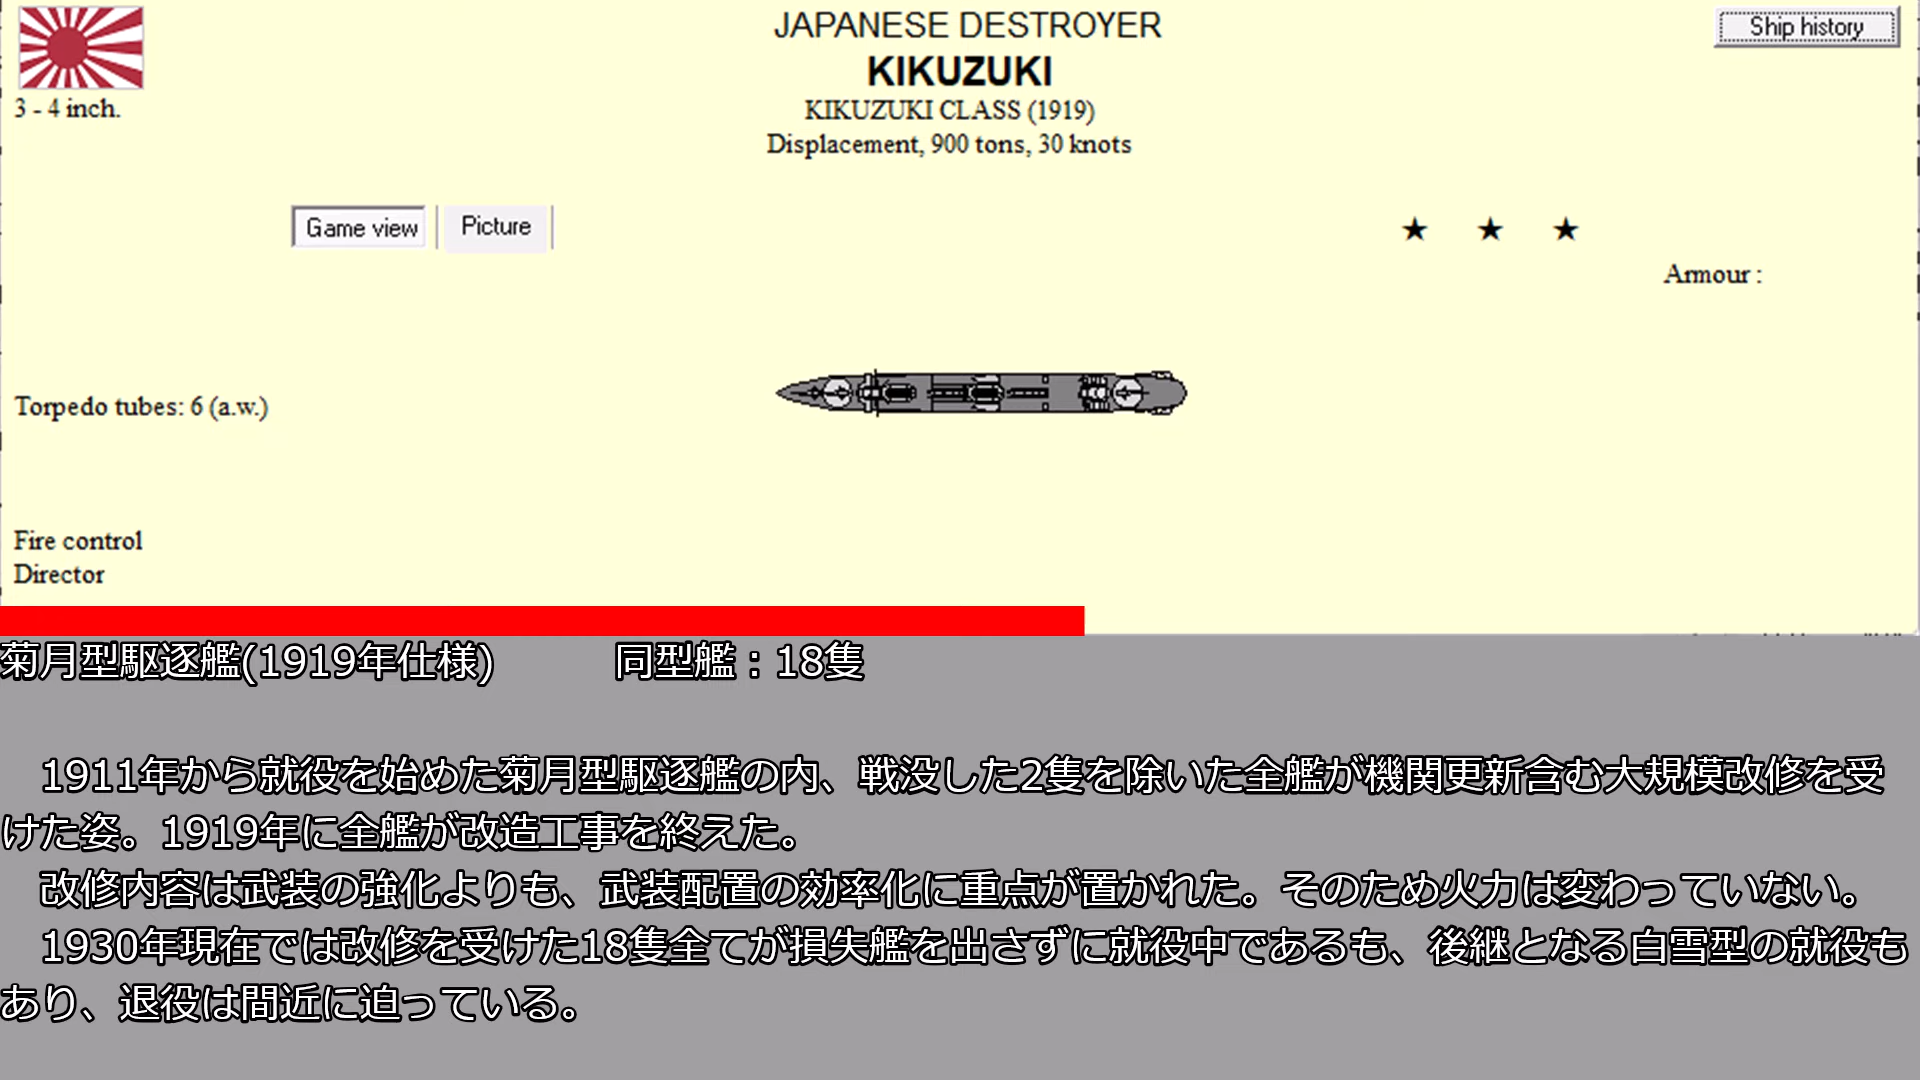 JAPANESE DESTROYER
Ship history
KIKUZUKI
3 - 4 inch.
KIKUZUKI CLASS (1919)
Displacement, 900 tons, 30 knots
Game view
Picture
★ ★ ★
Armour :
Torpedo tubes: 6 (a.w.)
Fire control
Director
菊月型駆逐艦(1919年仕様)　　　同型艦：18隻
　1911年から就役を始めた菊月型駆逐艦の内、戦没した2隻を除いた全艦が機関更新含む大規模改修を受
けた姿。1919年に全艦が改造工事を終えた。
　改修内容は武装の強化よりも、武装配置の効率化に重点が置かれた。そのため火力は変わっていない。
　1930年現在では改修を受けた18隻全てが損失艦を出さずに就役中であるも、後継となる白雪型の就役も
あり、退役は間近に迫っている。